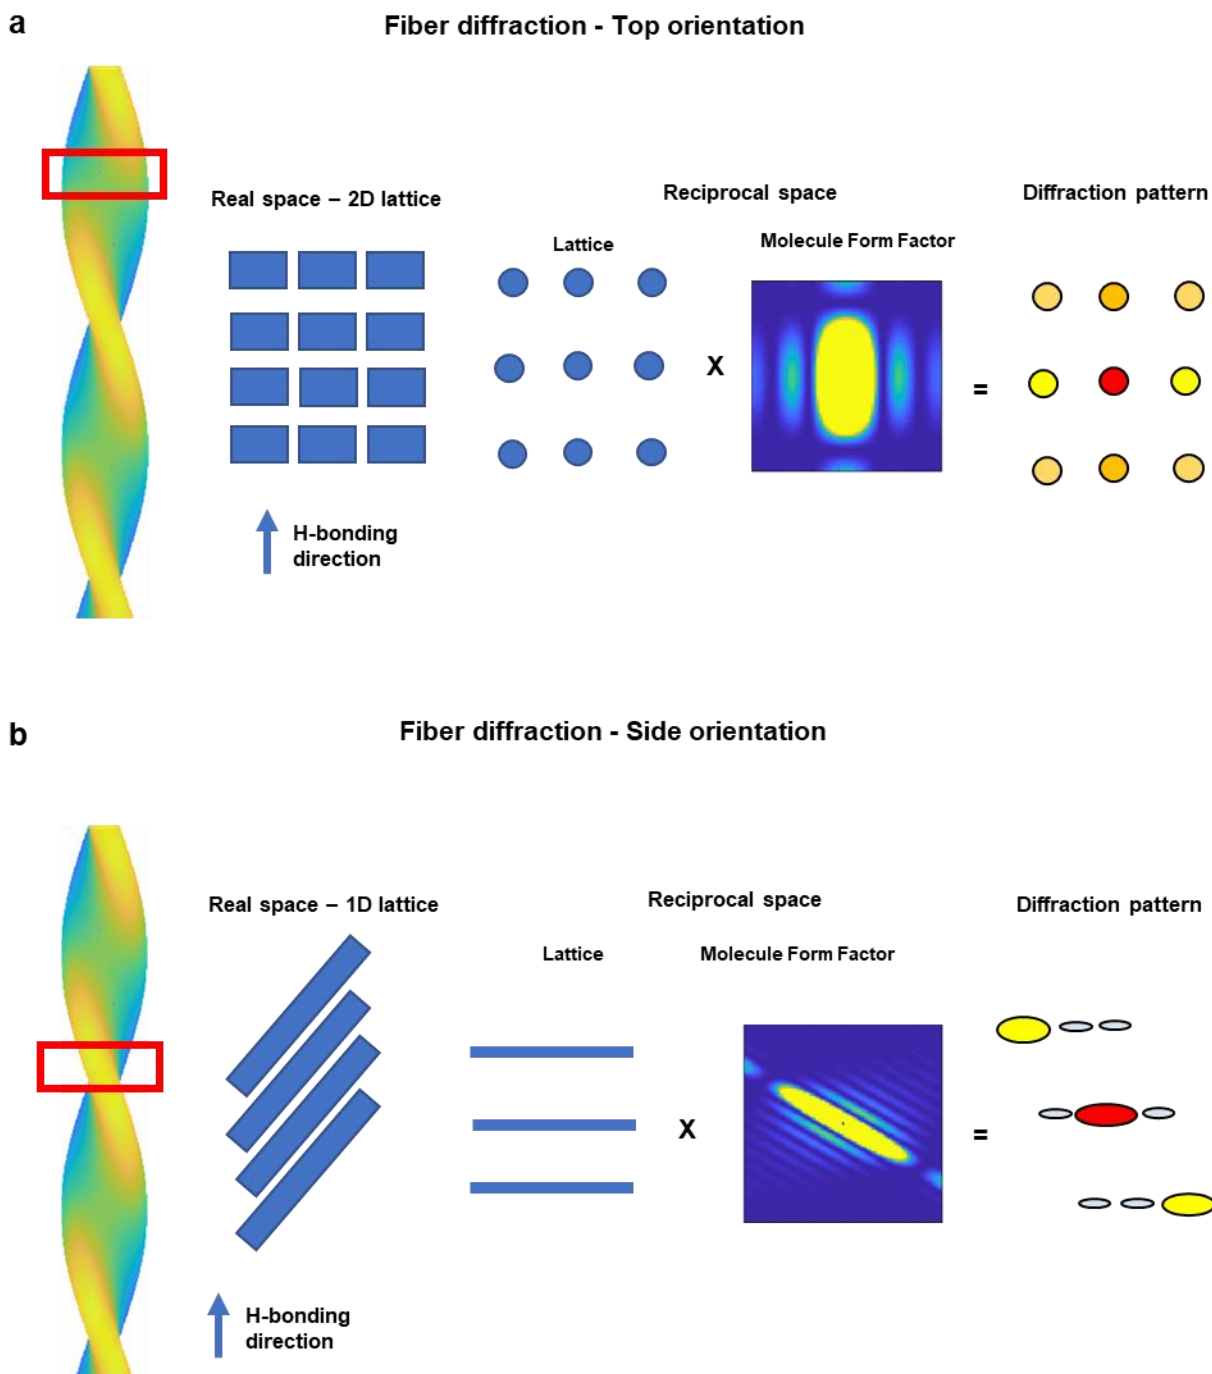 a
Fiber diffraction - Top orientation
Real space – 2D lattice
Reciprocal space
Diffraction pattern
Lattice
Molecule Form Factor
X
=
H-bonding
direction
b
Fiber diffraction - Side orientation
Real space – 1D lattice
Reciprocal space
Diffraction pattern
Lattice
Molecule Form Factor
X
=
H-bonding
direction